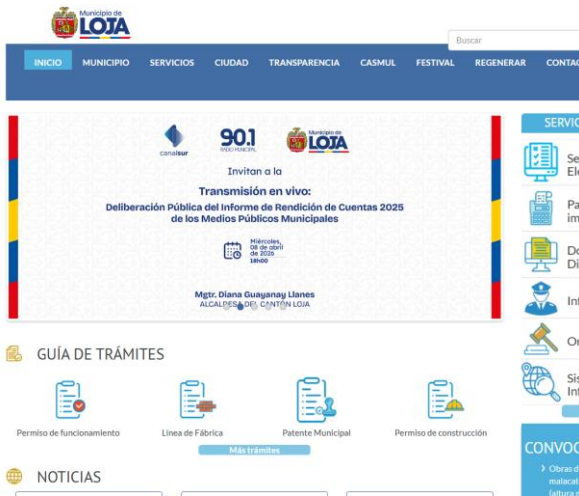 Municipio de
LOJA
Buscar
INICIO MUNICIPIO SERVICIOS CIUDAD TRANSPARENCIA CASMUL FESTIVAL REGENERAR
canalsur
90.1
RADIO MUNICIPAL
Municipio de
LOJA
Invitan a la
Transmisión en vivo:
Deliberación Pública del Informe de Rendición de Cuentas 2025
de los Medios Públicos Municipales
Miércoles,
08 de abril
de 2026
18h00
Mgtr. Diana Guayanay Llanes
ALCALDESA DEL CANTÓN LOJA
GUÍA DE TRÁMITES
Permiso de funcionamiento
Línea de Fábrica
Patente Municipal
Permiso de construcción
Más trámites
NOTICIAS
Obras d
malacat
(altura